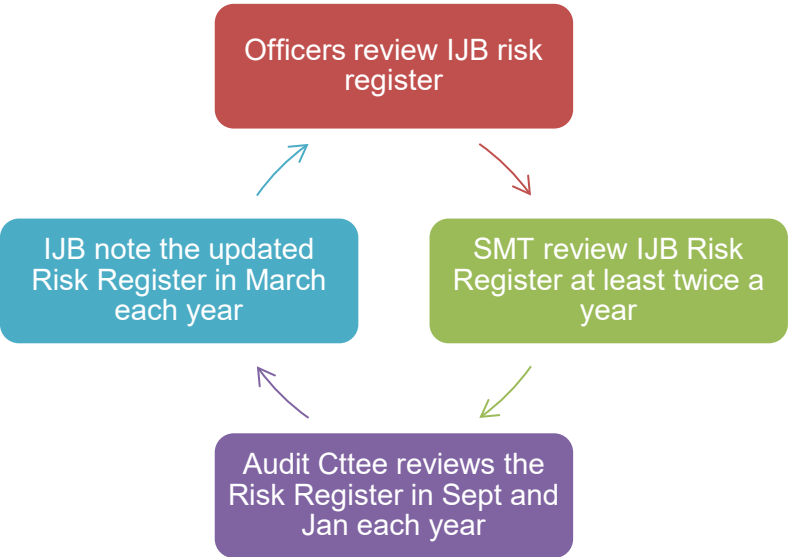 Officers review IJB risk
register
SMT review IJB Risk
Register at least twice a
year
Audit Cttee reviews the
Risk Register in Sept and
Jan each year
IJB note the updated
Risk Register in March
each year